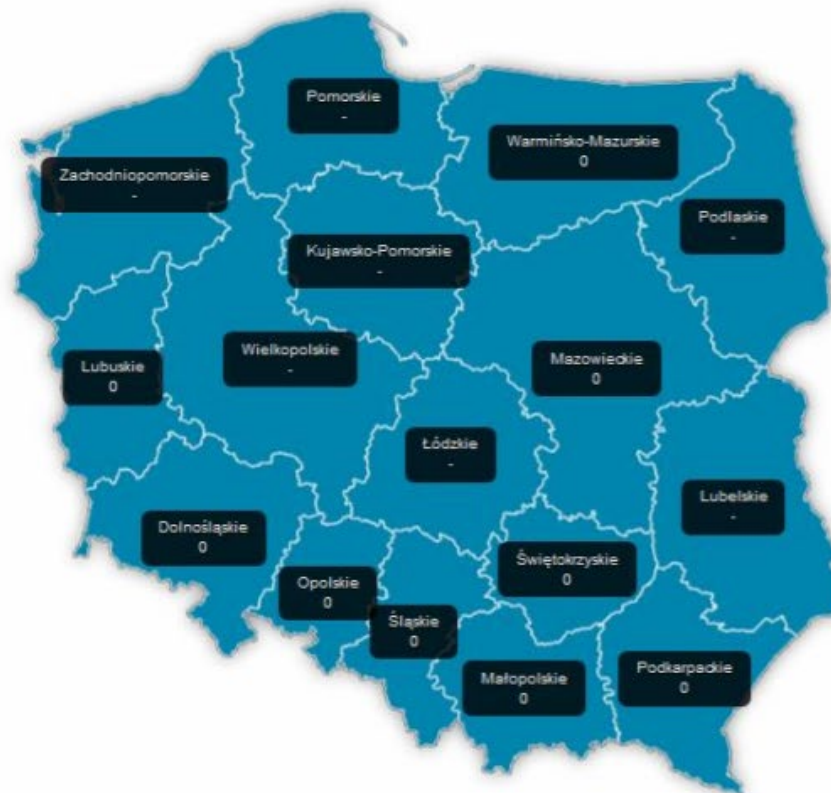 Pomorskie
-
Warmińsko-Mazurskie
0
Zachodniopomorskie
-
Podlaskie
-
Kujawsko-Pomorskie
-
Wielkopolskie
-
Mazowieckie
0
Lubuskie
0
Łódzkie
-
Lubelskie
-
Dolnośląskie
0
Świętokrzyskie
0
Opolskie
0
Śląskie
0
Małopolskie
0
Podkarpackie
0